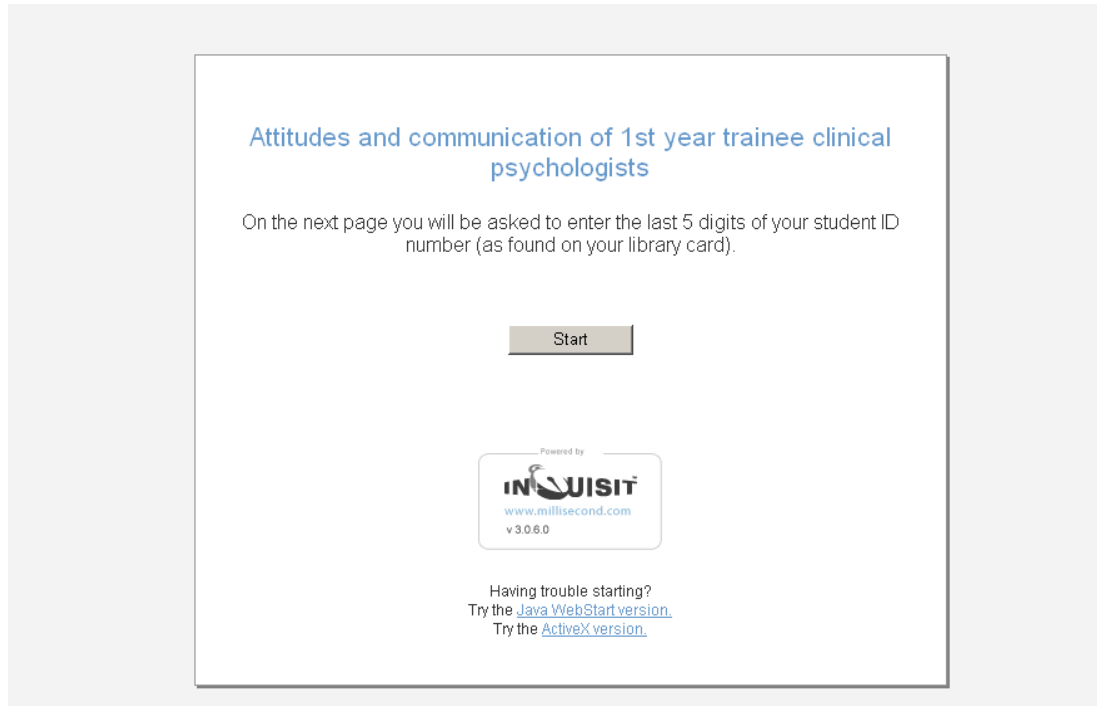 Attitudes and communication of 1st year trainee clinical
psychologists
On the next page you will be asked to enter the last 5 digits of your student ID
number (as found on your library card).
Start
Powered by
INQUISIT™
www.millisecond.com
v 3.0.6.0
Having trouble starting?
Try the Java WebStart version.
Try the ActiveX version.